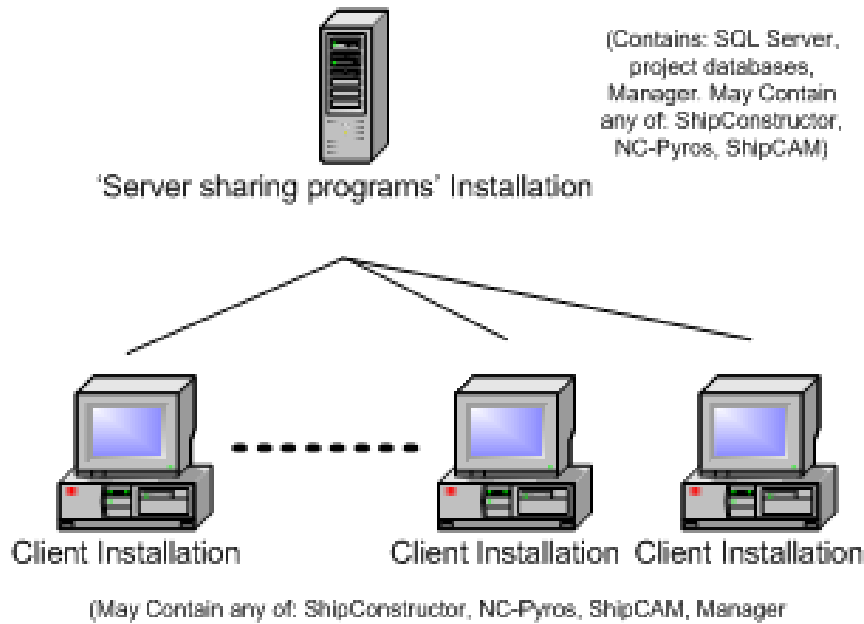 (Contains: SQL Server,
project databases,
Manager. May Contain
any of: ShipConstructor,
NC-Pyros, ShipCAM)
'Server sharing programs' Installation
Client Installation
Client Installation
Client Installation
(May Contain any of: ShipConstructor, NC-Pyros, ShipCAM, Manager